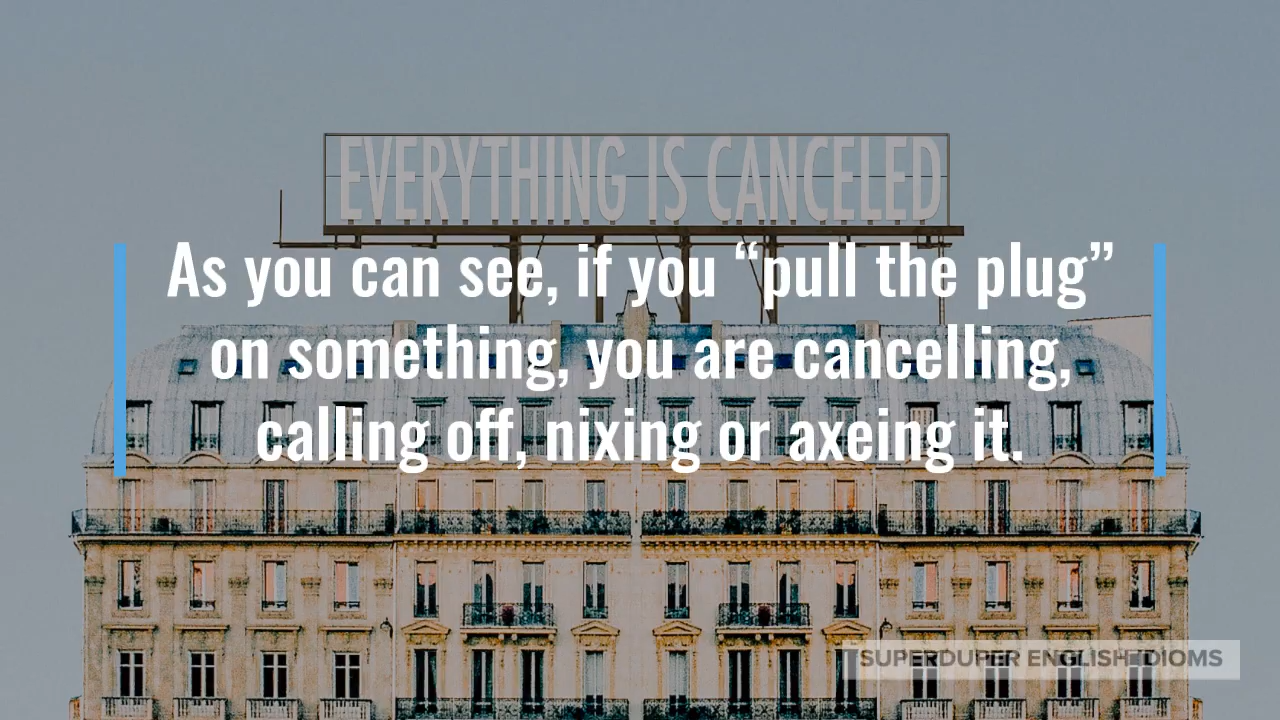 EVERYTHING IS CANCELED
As you can see, if you “pull the plug”
on something, you are cancelling,
calling off, nixing or axeing it.
SUPERDUPER ENGLISH IDIOMS